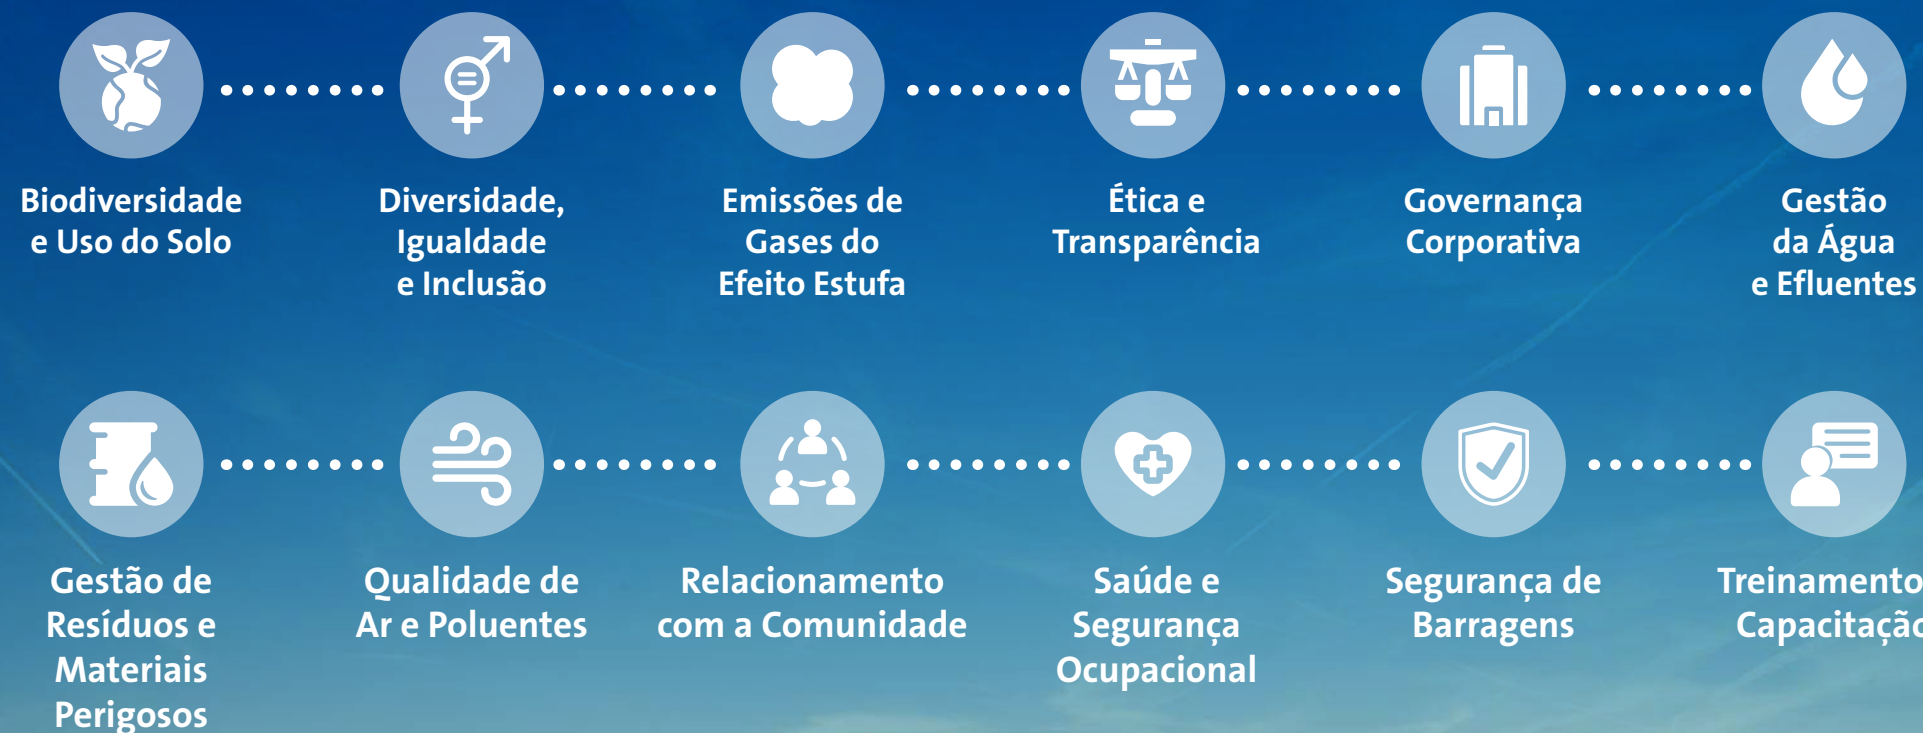 Biodiversidade
e Uso do Solo
Diversidade,
Igualdade
e Inclusão
Emissões de
Gases do
Efeito Estufa
Ética e
Transparência
Governança
Corporativa
Gestão
da Água
e Efluentes
Gestão de
Resíduos e
Materiais
Perigosos
Qualidade de
Ar e Poluentes
Relacionamento
com a Comunidade
Saúde e
Segurança
Ocupacional
Segurança de
Barragens
Treinamento
Capacitação